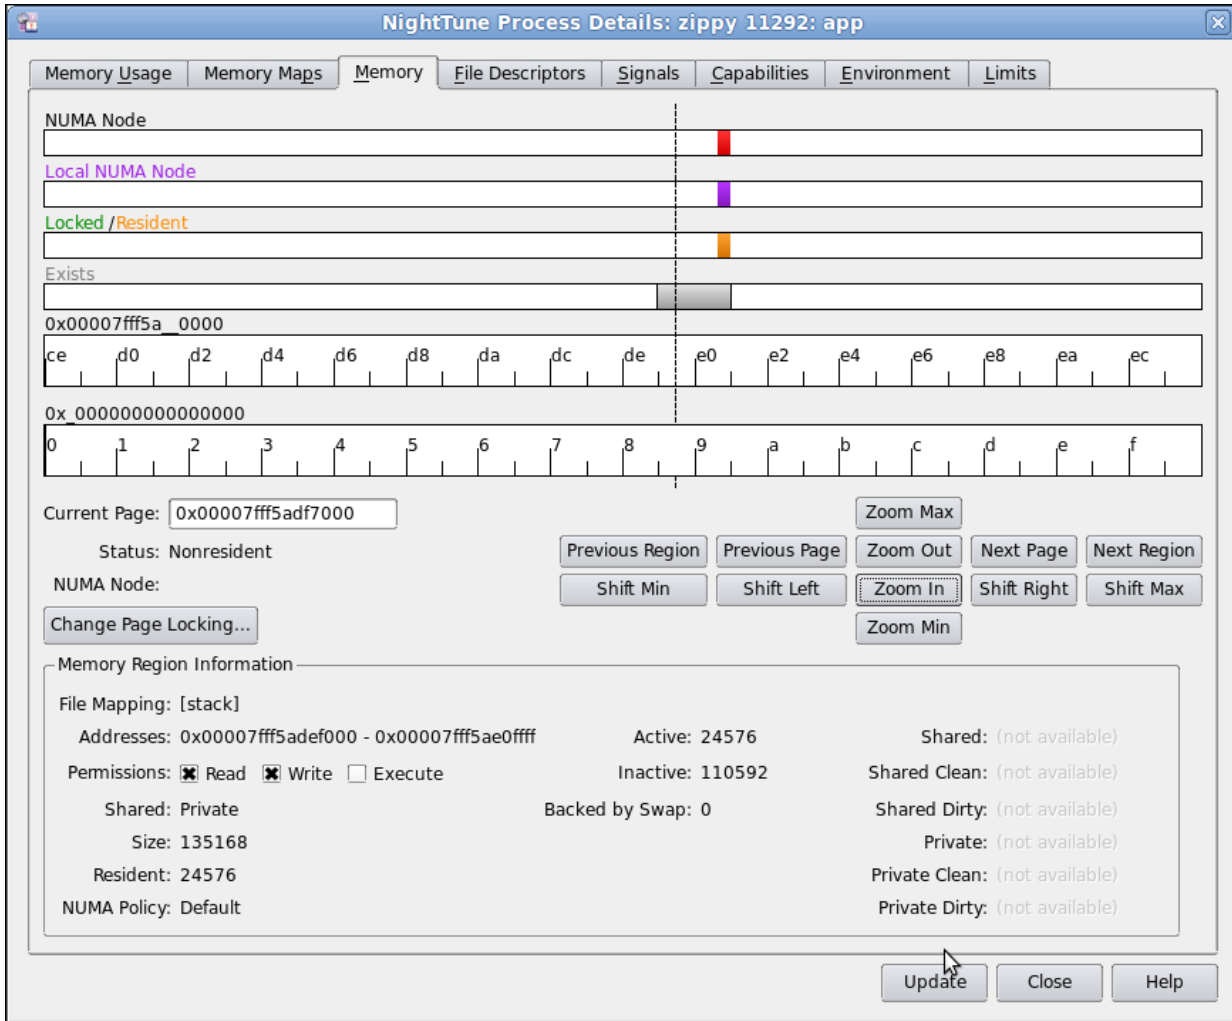 NightTune Process Details: zippy 11292: app
Memory Usage Memory Maps Memory File Descriptors Signals Capabilities Environment Limits
NUMA Node
Local NUMA Node
Locked /Resident
Exists
0x00007fff5a__0000
ce d0 d2 d4 d6 d8 da dc de e0 e2 e4 e6 e8 ea ec
0x_000000000000000
0 1 2 3 4 5 6 7 8 9 a b c d e f
Current Page: 0x00007fff5adf7000 Zoom Max
Status: Nonresident Previous Region Previous Page Zoom Out Next Page Next Region
NUMA Node: Shift Min Shift Left Zoom In Shift Right Shift Max
Change Page Locking... Zoom Min
Memory Region Information
File Mapping: [stack]
Addresses: 0x00007fff5adef000 - 0x00007fff5ae0ffff Active: 24576 Shared: (not available)
Permissions: Read Write Execute Inactive: 110592 Shared Clean: (not available)
Shared: Private Backed by Swap: 0 Shared Dirty: (not available)
Size: 135168 Private: (not available)
Resident: 24576 Private Clean: (not available)
NUMA Policy: Default Private Dirty: (not available)
Update Close Help